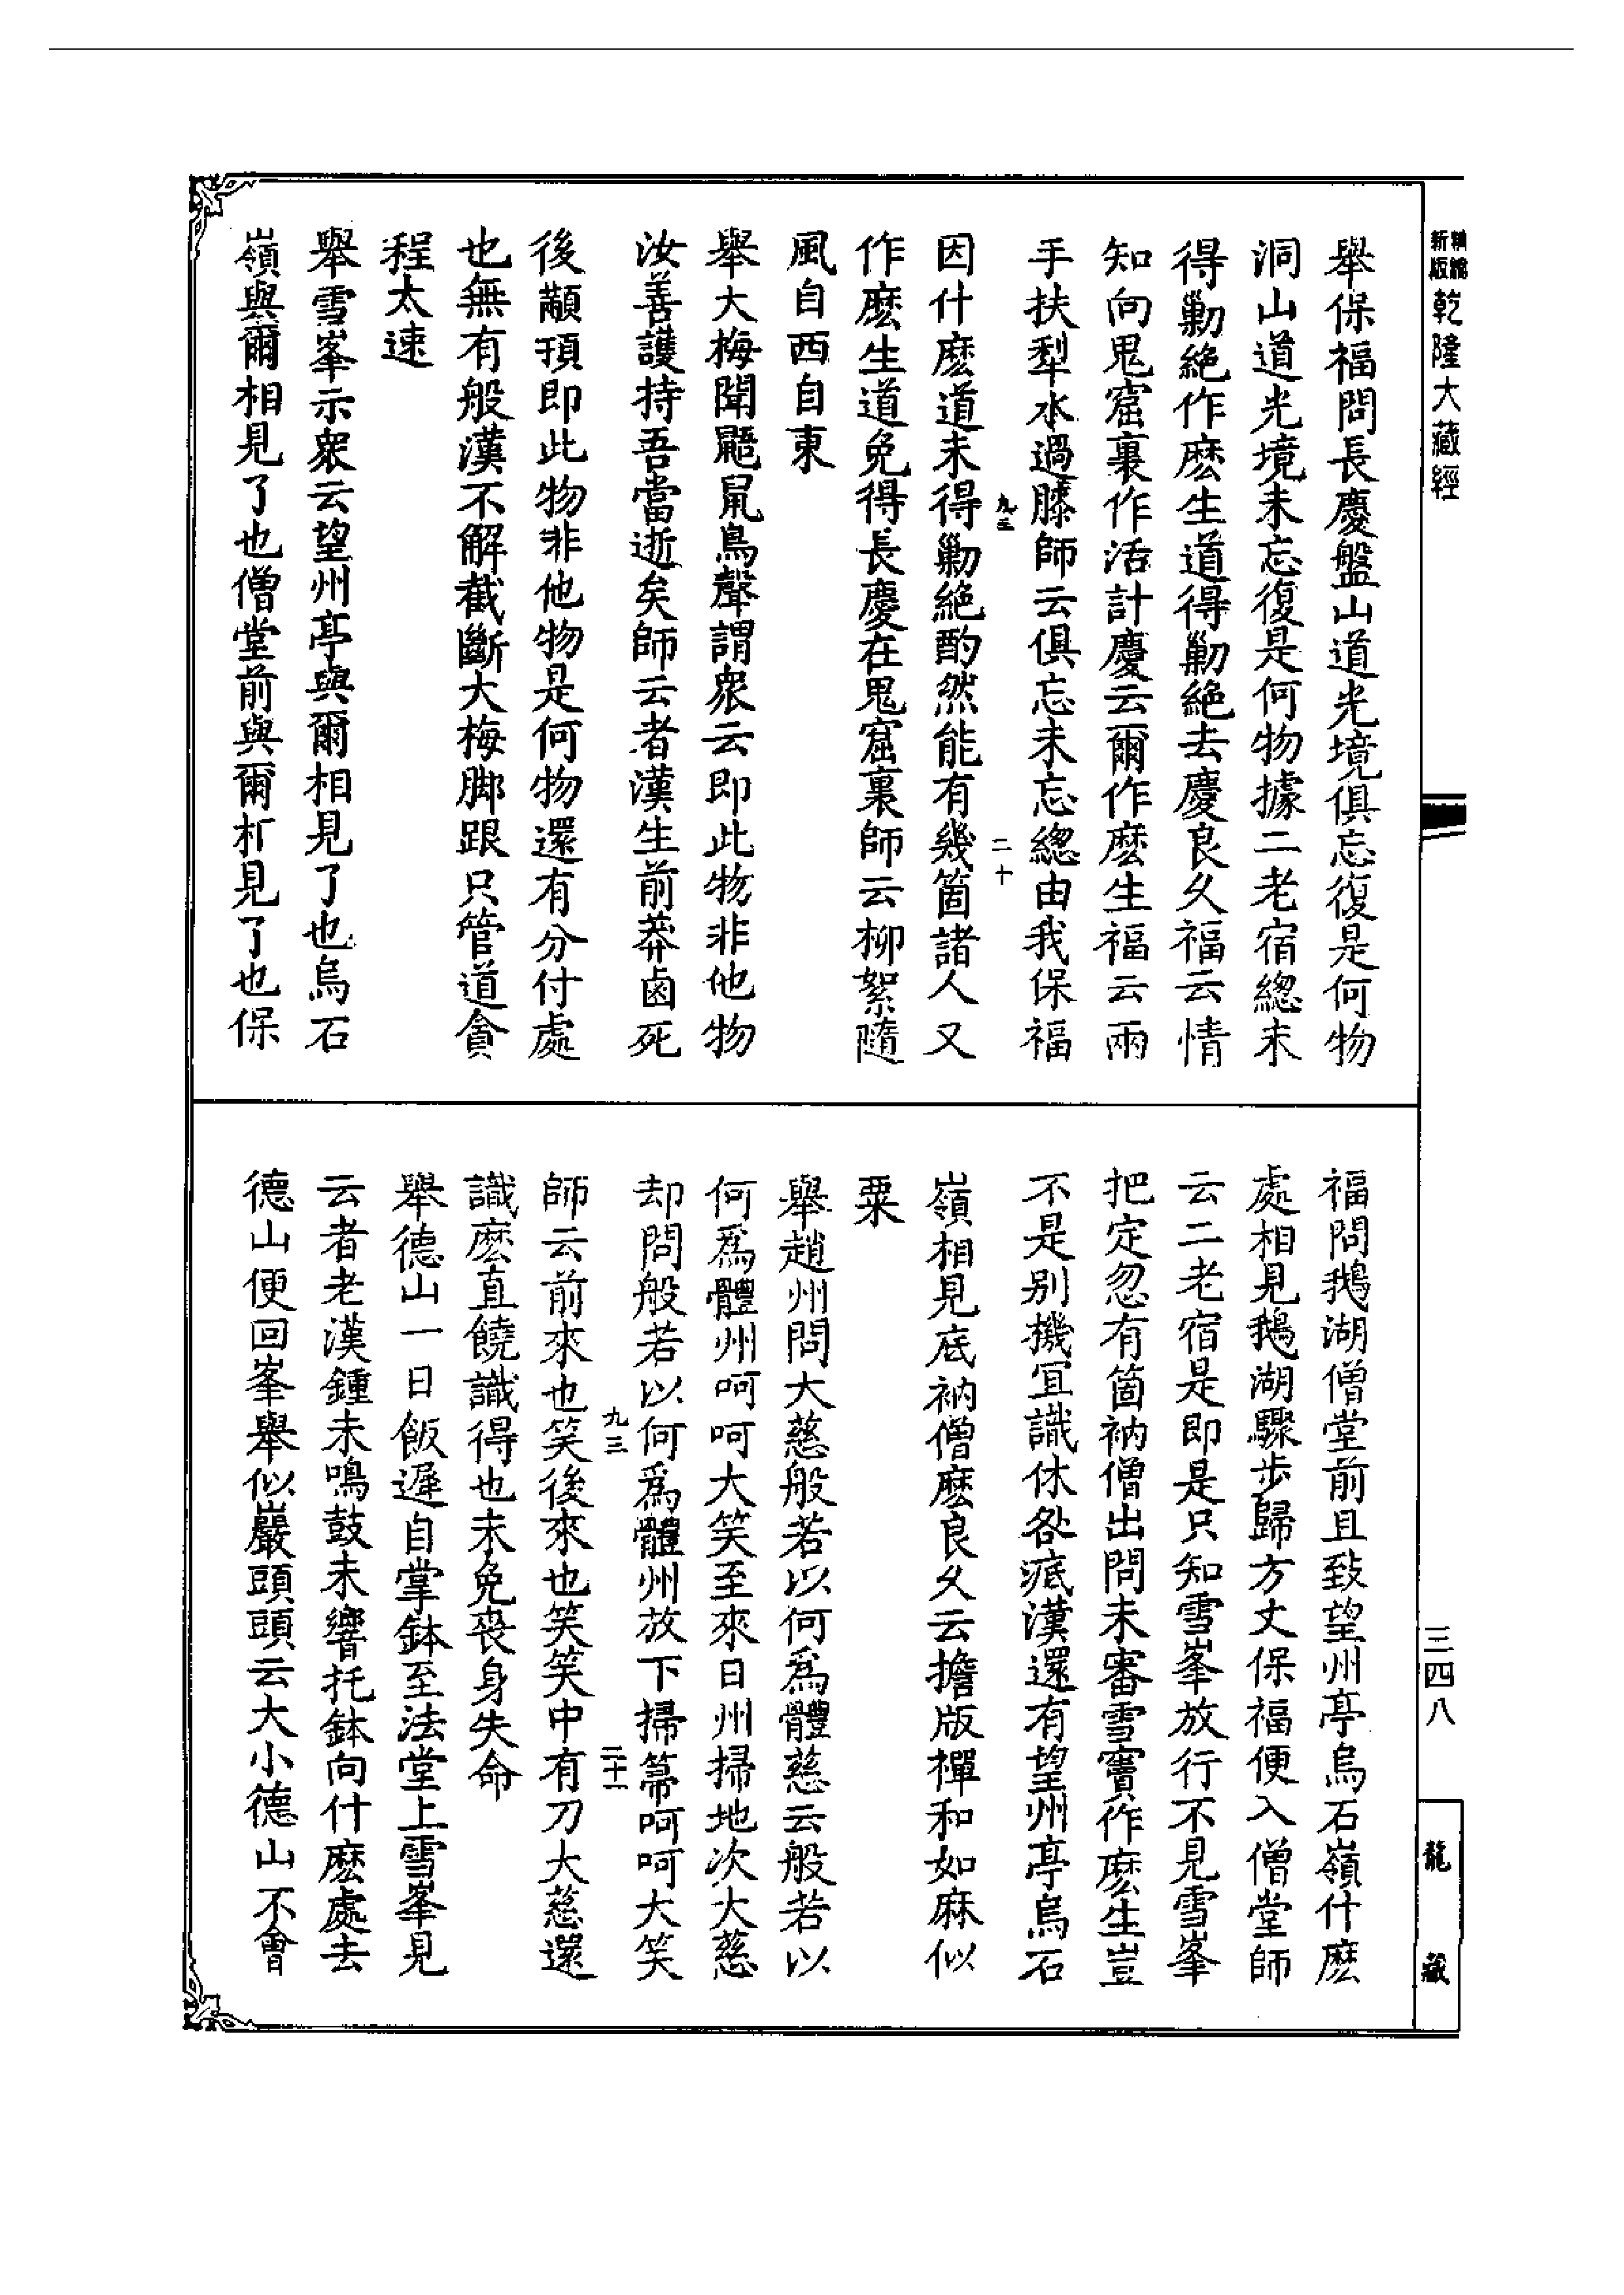 精編
新版
乾隆大藏經
舉保福問長慶盤山道光境俱忘復是何物
洞山道光境未忘復是何物據二老宿總未
得勦絶作麽生道得勦絶去慶良久福云情
知向鬼窟裏作活計慶云爾作麽生福云兩
手扶犁水過膝師云俱忘未忘總由我保福
九三
二十
因什麽道未得勦絶酌然能有幾箇諸人又
作麽生道免得長慶在鬼窟裏師云柳絮隨
風自西自東
舉大梅聞鼯鼠鳥聲謂衆云即此物非他物
汝善護持吾當逝矣師云者漢生前莽鹵死
後顢頇即此物非他物是何物還有分付處
也無有般漢不解截斷大梅脚跟只管道貪
程太速
舉雪峯示衆云望州亭與爾相見了也烏石
嶺與爾相見了也僧堂前與爾相見了也保
福問鵝湖僧堂前且致望州亭烏石嶺什麽
處相見鵝湖驟步歸方丈保福便入僧堂師
云二老宿是即是只知雪峯放行不見雪峯
把定忽有箇衲僧出問未審雪竇作麽生豈
不是别機宜識休咎底漢還有望州亭烏石
嶺相見底衲僧麽良久云擔版禪和如麻似
粟
舉趙州問大慈般若以何爲體慈云般若以
何爲體州呵呵大笑至來日州掃地次大慈
却問般若以何爲體州放下掃箒呵呵大笑
九三
二十一
師云前來也笑後來也笑笑中有刀大慈還
識麽直饒識得也未免喪身失命
舉德山一日飯遲自掌鉢至法堂上雪峯見
云者老漢鍾未鳴鼓未響托鉢向什麽處去
德山便回峯舉似巖頭頭云大小德山不會
三四八
龍藏